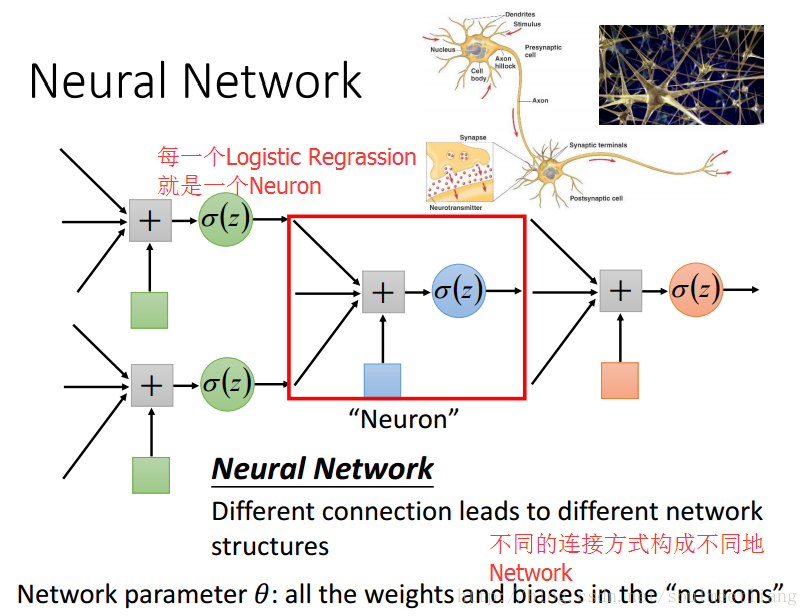 Neural Network
Dendrites
Stimulus
Nucleus
Presynaptic
cell
Axon
hillock
Cell
body
Axon
Synapse
Synaptic terminals
Postsynaptic cell
Neurotransmitter
每一个Logistic Regrassion
就是一个Neuron
+ σ(z)
+ σ(z)
+ σ(z)
+ σ(z)
“Neuron”
Neural Network
Different connection leads to different network
structures
不同的连接方式构成不同地
Network
Network parameter θ: all the weights and biases in the “neurons”